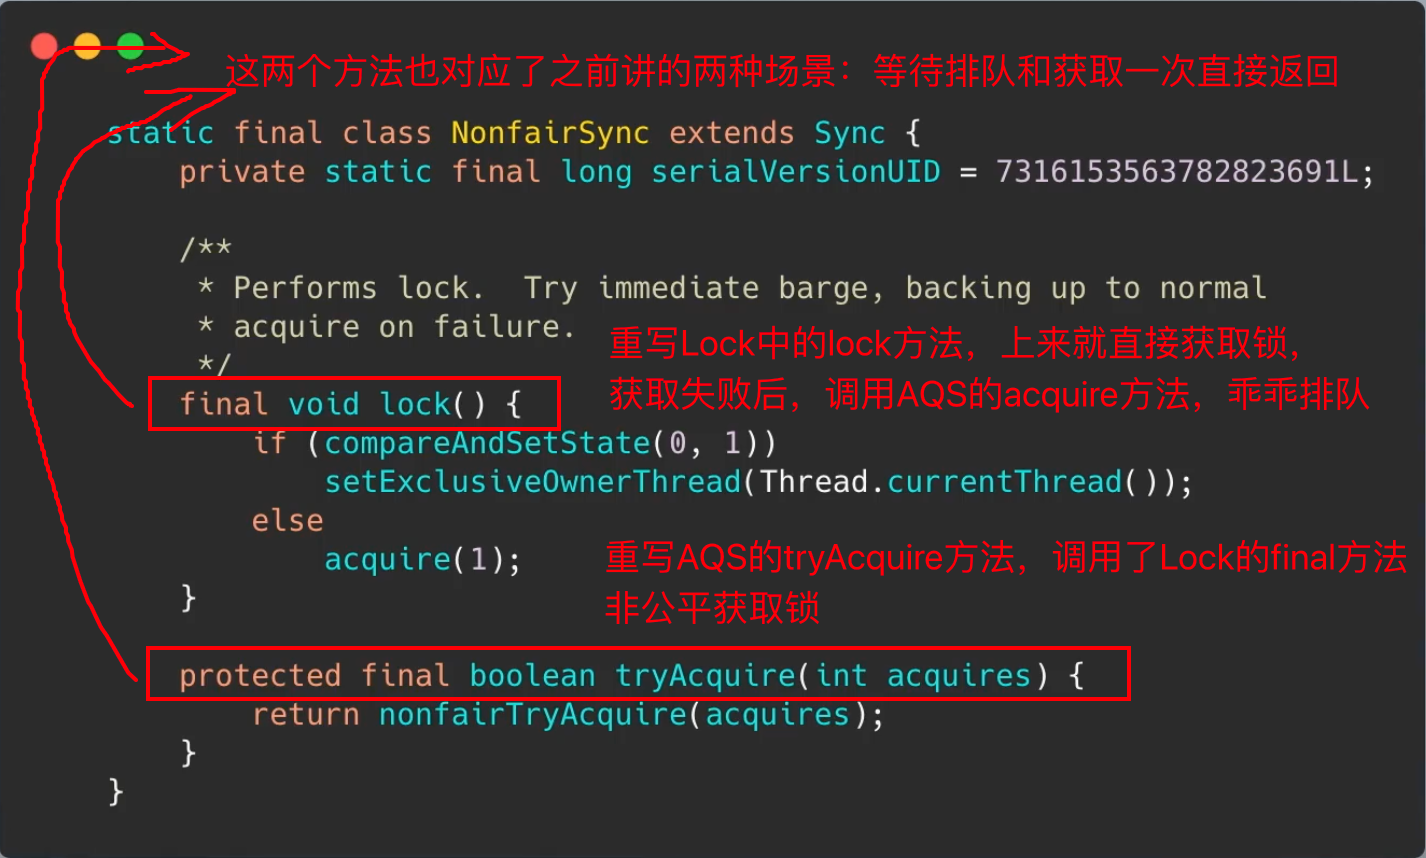 这两个方法也对应了之前讲的两种场景：等待排队和获取一次直接返回
static final class NonfairSync extends Sync {
    private static final long serialVersionUID = 7316153563782823691L;
    /**
     * Performs lock.  Try immediate barge, backing up to normal
     * acquire on failure.
     */
重写Lock中的lock方法，上来就直接获取锁，
获取失败后，调用AQS的acquire方法，乖乖排队
    final void lock() {
        if (compareAndSetState(0, 1))
            setExclusiveOwnerThread(Thread.currentThread());
        else
            acquire(1);
    }
重写AQS的tryAcquire方法，调用了Lock的final方法
非公平获取锁
    protected final boolean tryAcquire(int acquires) {
        return nonfairTryAcquire(acquires);
    }
}